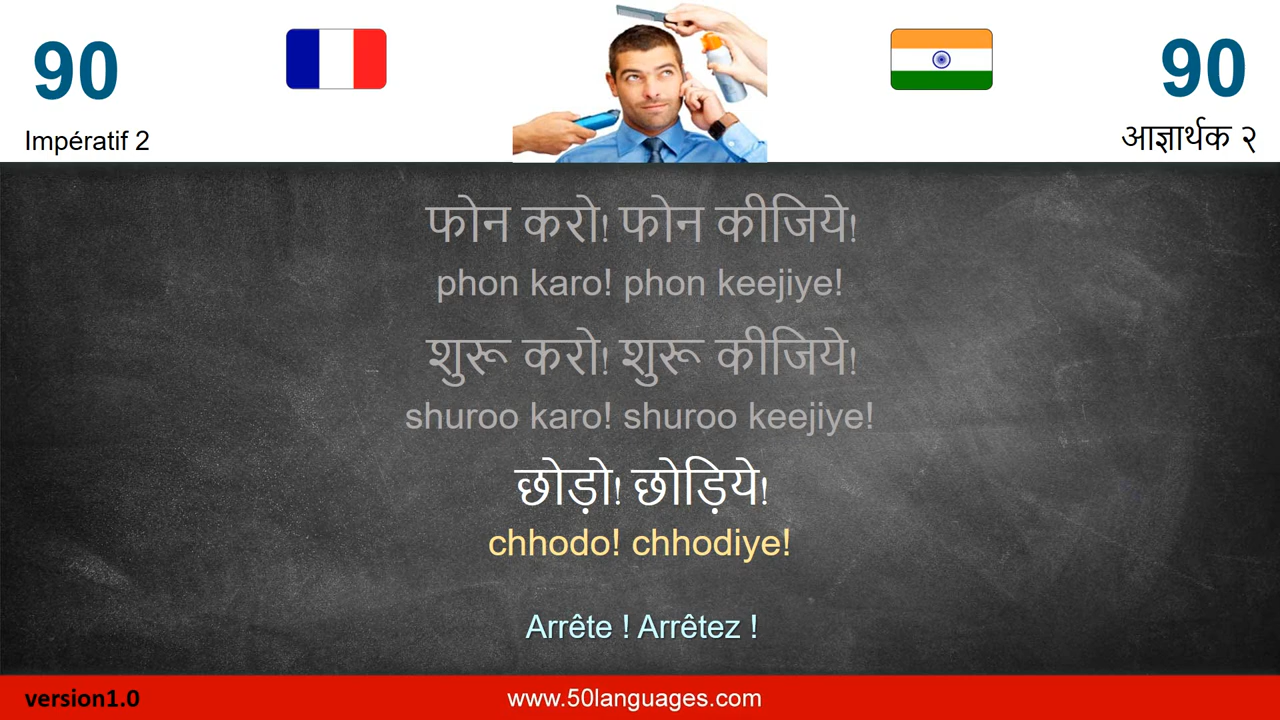 90
90
Impératif 2
आज्ञार्थक २
फोन करो! फोन कीजिये!
phon karo! phon keejiye!
शुरू करो! शुरू कीजिये!
shuroo karo! shuroo keejiye!
छोड़ो! छोड़िये!
chhodo! chhodiye!
Arrête ! Arrêtez !
version1.0
www.50languages.com